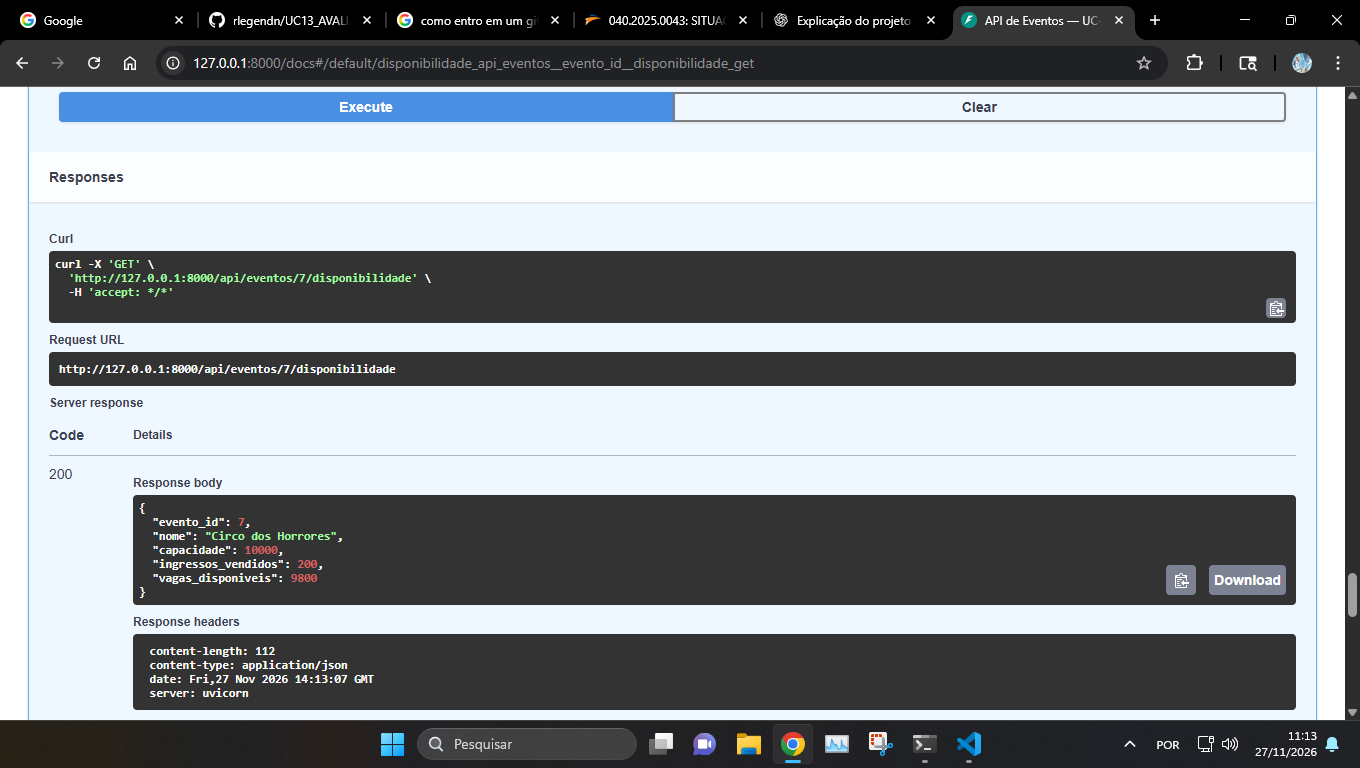 Google
rlegendn/UC13_AVALI
como entro em um git
040.2025.0043: SITUAÇ
Explicação do projeto
API de Eventos — UC-
127.0.0.1:8000/docs#/default/disponibilidade_api_eventos__evento_id__disponibilidade_get
Execute
Clear
Responses
Curl
curl -X 'GET' \
'http://127.0.0.1:8000/api/eventos/7/disponibilidade' \
-H 'accept: */*'
Request URL
http://127.0.0.1:8000/api/eventos/7/disponibilidade
Server response
Code Details
200
Response body
{
"evento_id": 7,
"nome": "Circo dos Horrores",
"capacidade": 10000,
"ingressos_vendidos": 200,
"vagas_disponiveis": 9800
}
Download
Response headers
content-length: 112
content-type: application/json
date: Fri,27 Nov 2026 14:13:07 GMT
server: uvicorn
Pesquisar
POR
11:13
27/11/2026